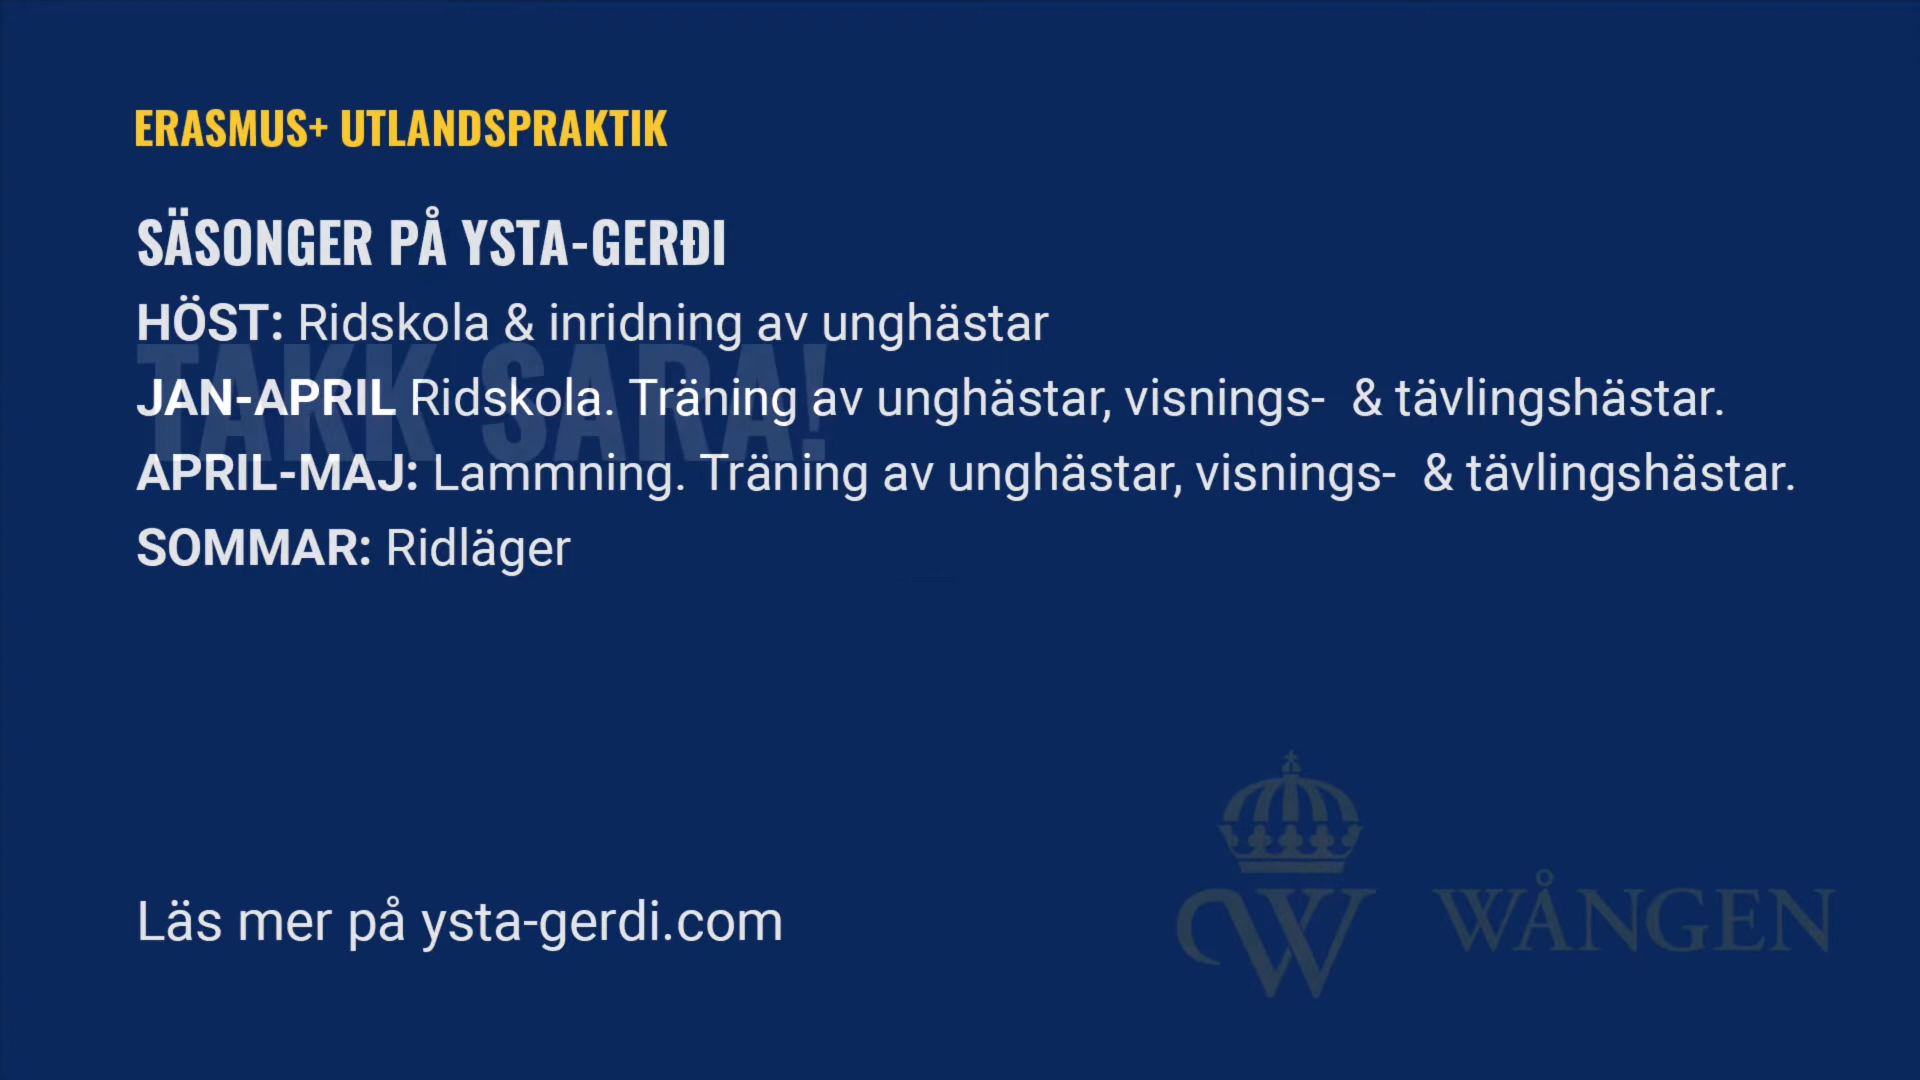 ERASMUS+ UTLANDSPRAKTIK
SÄSONGER PÅ YSTA-GERÐI
HÖST: Ridskola & inridning av unghästar
TAKK SARA!
JAN-APRIL Ridskola. Träning av unghästar, visnings- & tävlingshästar.
APRIL-MAJ: Lammning. Träning av unghästar, visnings- & tävlingshästar.
SOMMAR: Ridläger
Läs mer på ysta-gerdi.com
W WÅNGEN